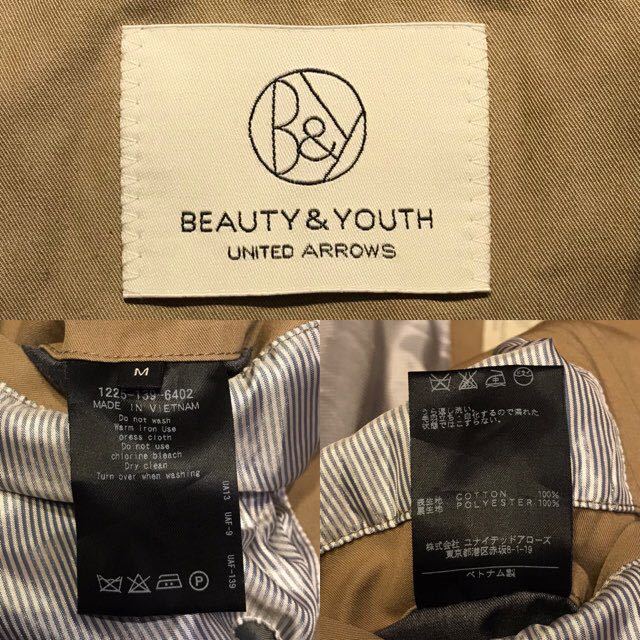 B&Y
BEAUTY & YOUTH
UNITED ARROWS
M
1225-139-6402
MADE IN VIETNAM
Do not wash
Warm iron Use
press cloth
Do not use
chlorine bleach
Dry clean
Turn over when washing
UA13
UAF-9
UAF-139
P
表生地 COTTON 100%
裏生地 POLYESTER 100%
株式会社 ユナイテッドアローズ
東京都港区赤坂8-1-19
ベトナム製